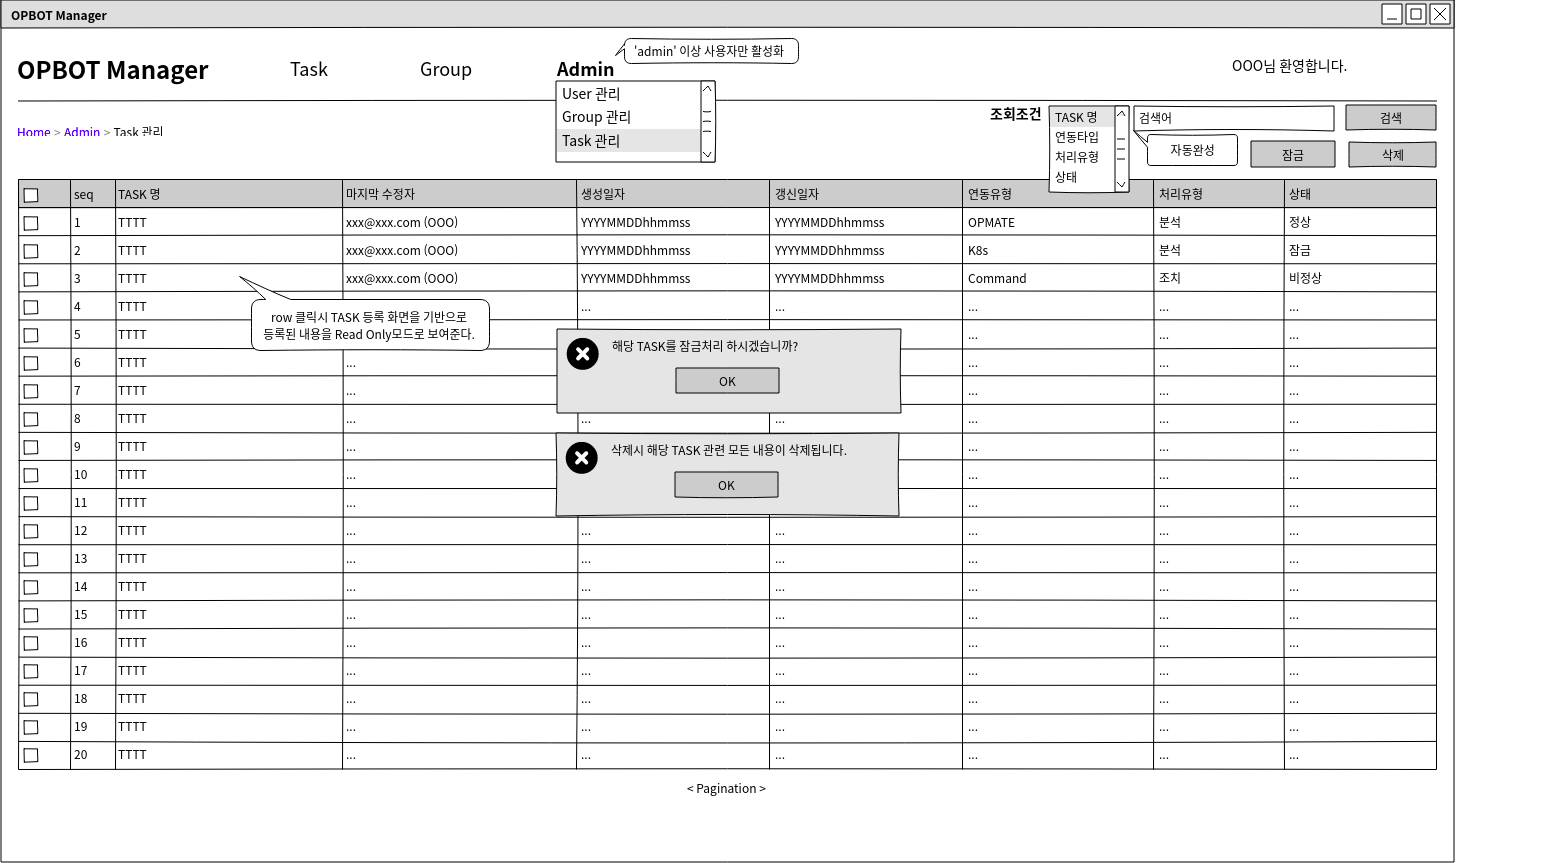 OPBOT Manager
'admin' 이상 사용자만 활성화
OPBOT Manager Task Group Admin OOO님 환영합니다.
User 관리
Group 관리
Task 관리
Home > Admin > Task 관리
조회조건 TASK 명 검색어 검색
연동타입
처리유형
상태
자동완성 잠금 삭제
seq TASK 명 마지막 수정자 생성일자 갱신일자 연동유형 처리유형 상태
1 TTTT xxx@xxx.com (OOO) YYYYMMDDhhmmss YYYYMMDDhhmmss OPMATE 분석 정상
2 TTTT xxx@xxx.com (OOO) YYYYMMDDhhmmss YYYYMMDDhhmmss K8s 분석 잠금
3 TTTT xxx@xxx.com (OOO) YYYYMMDDhhmmss YYYYMMDDhhmmss Command 조치 비정상
4 TTTT ... ... ... ... ...
row 클릭시 TASK 등록 화면을 기반으로
등록된 내용을 Read Only모드로 보여준다.
5 TTTT ... ... ...
해당 TASK를 잠금처리 하시겠습니까?
OK
6 TTTT ... ... ... ...
7 TTTT ... ... ... ...
8 TTTT ... ... ... ... ... ...
삭제시 해당 TASK 관련 모든 내용이 삭제됩니다.
OK
9 TTTT ... ... ... ...
10 TTTT ... ... ... ...
11 TTTT ... ... ... ...
12 TTTT ... ... ... ... ... ...
13 TTTT ... ... ... ... ... ...
14 TTTT ... ... ... ... ... ...
15 TTTT ... ... ... ... ... ...
16 TTTT ... ... ... ... ... ...
17 TTTT ... ... ... ... ... ...
18 TTTT ... ... ... ... ... ...
19 TTTT ... ... ... ... ... ...
20 TTTT ... ... ... ... ... ...
< Pagination >